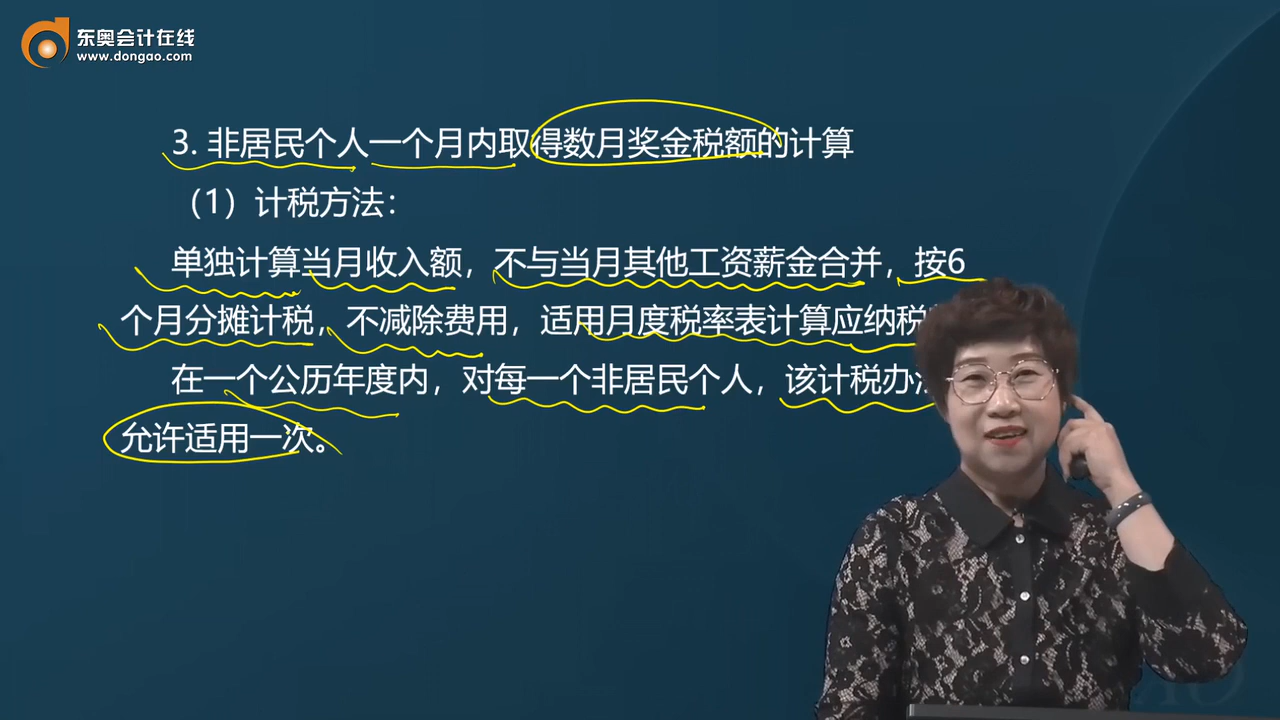 东奥会计在线
www.dongao.com
3. 非居民个人一个月内取得数月奖金税额的计算
（1）计税方法：
单独计算当月收入额，不与当月其他工资薪金合并，按6
个月分摊计税，不减除费用，适用月度税率表计算应纳税
在一个公历年度内，对每一个非居民个人，该计税办法
允许适用一次。